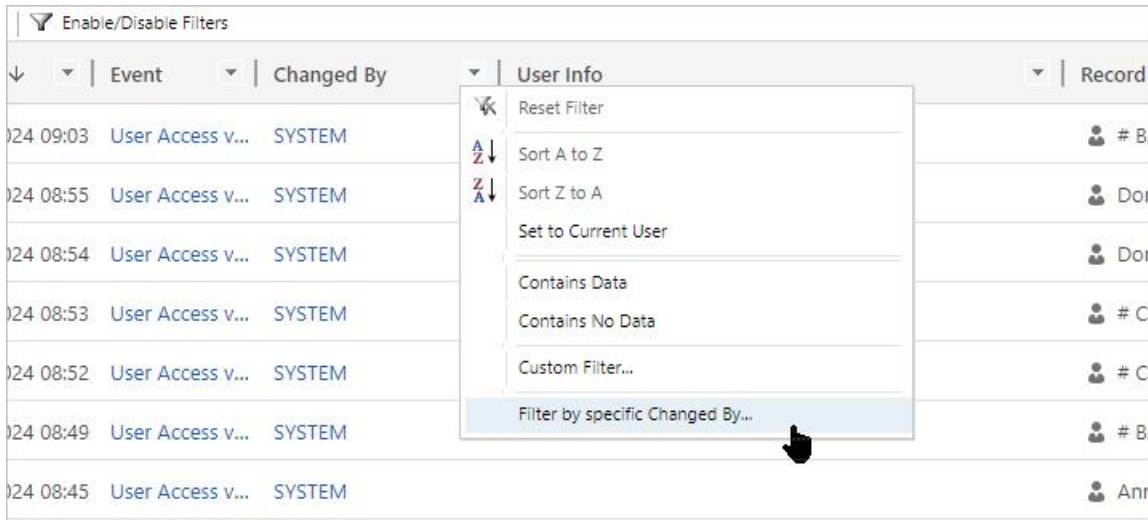 Enable/Disable Filters
Event Changed By User Info Record
024 09:03 User Access v... SYSTEM # B
Reset Filter
Sort A to Z
024 08:55 User Access v... SYSTEM Dor
Sort Z to A
Set to Current User
024 08:54 User Access v... SYSTEM Dor
Contains Data
024 08:53 User Access v... SYSTEM # C
Contains No Data
Custom Filter...
024 08:52 User Access v... SYSTEM # C
Filter by specific Changed By...
024 08:49 User Access v... SYSTEM # B
024 08:45 User Access v... SYSTEM Anr